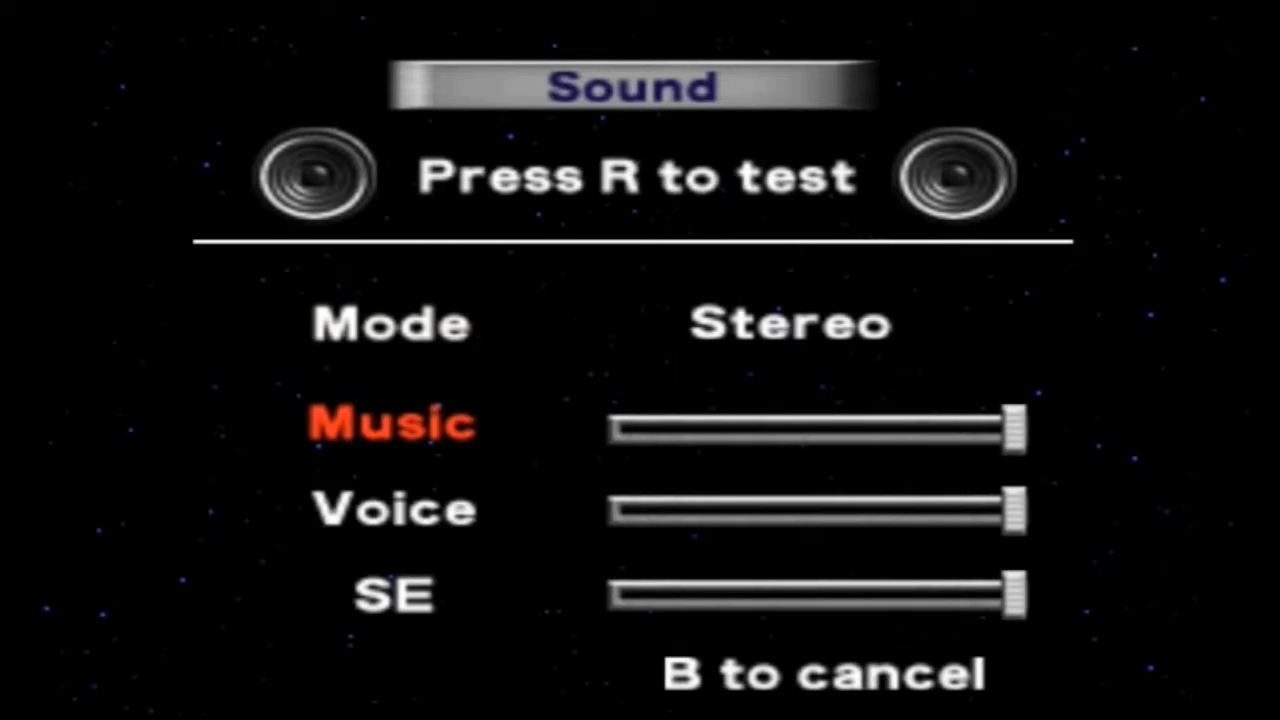 Sound
Press R to test
Mode Stereo
Music
Voice
SE
B to cancel